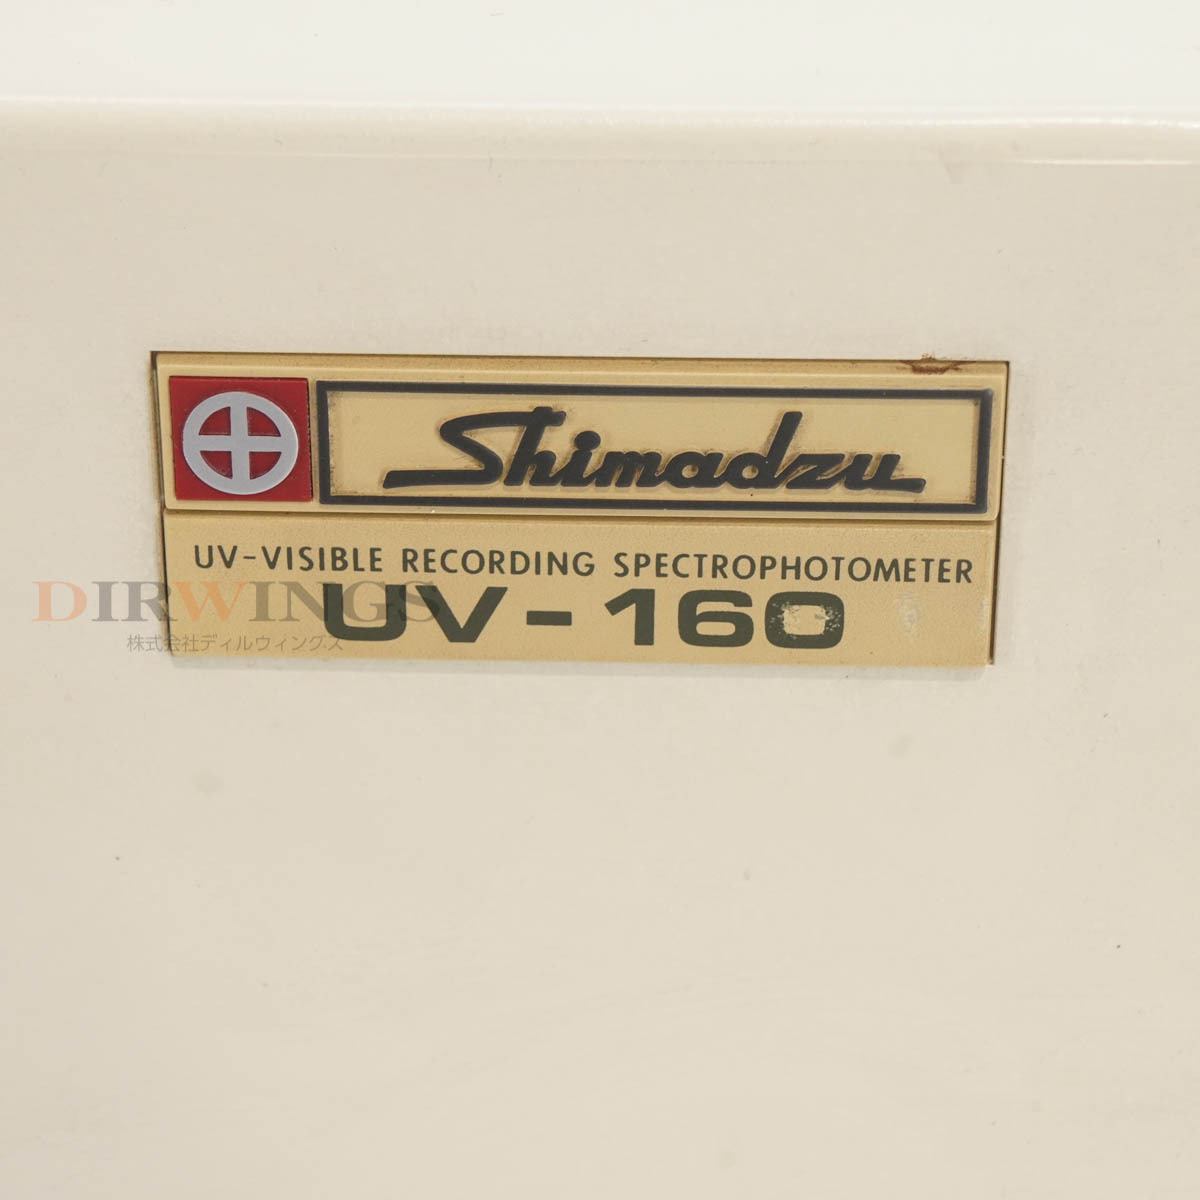 Shimadzu
UV-VISIBLE RECORDING SPECTROPHOTOMETER
UV-160
DIRWINGS
株式会社ディルウィングス